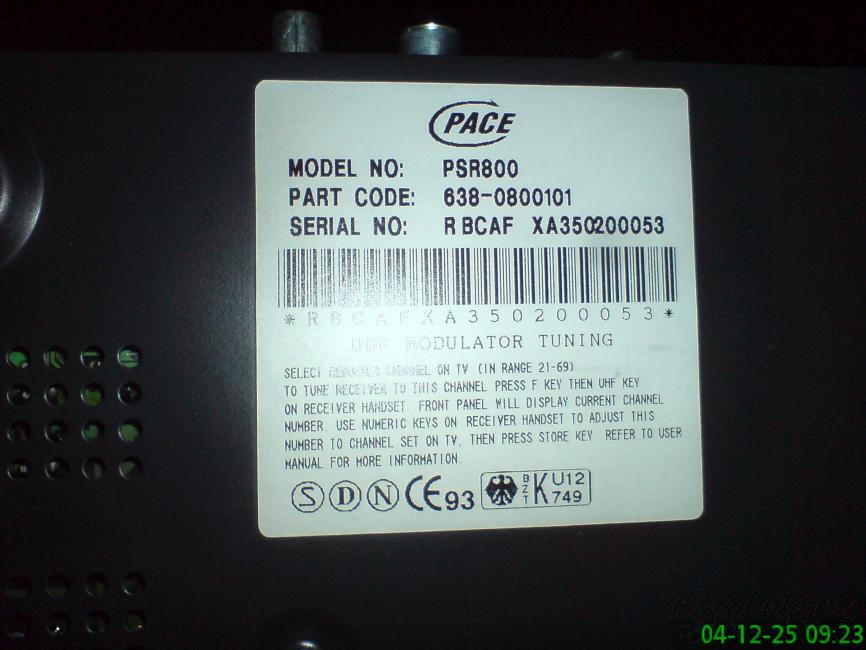 PACE
MODEL NO: PSR800
PART CODE: 638-0800101
SERIAL NO: R BCAF XA350200053
*RBCAFXA350200053*
UHF MODULATOR TUNING
SELECT CHANNEL ON TV (IN RANGE 21-69)
TO TUNE RECEIVER TO THIS CHANNEL PRESS F KEY THEN UHF KEY
ON RECEIVER HANDSET. FRONT PANEL WILL DISPLAY CURRENT CHANNEL
NUMBER. USE NUMERIC KEYS ON RECEIVER HANDSET TO ADJUST THIS
NUMBER TO CHANNEL SET ON TV, THEN PRESS STORE KEY. REFER TO USER
MANUAL FOR MORE INFORMATION.
S D N CE 93 BZT K U12 749
04-12-25 09:23